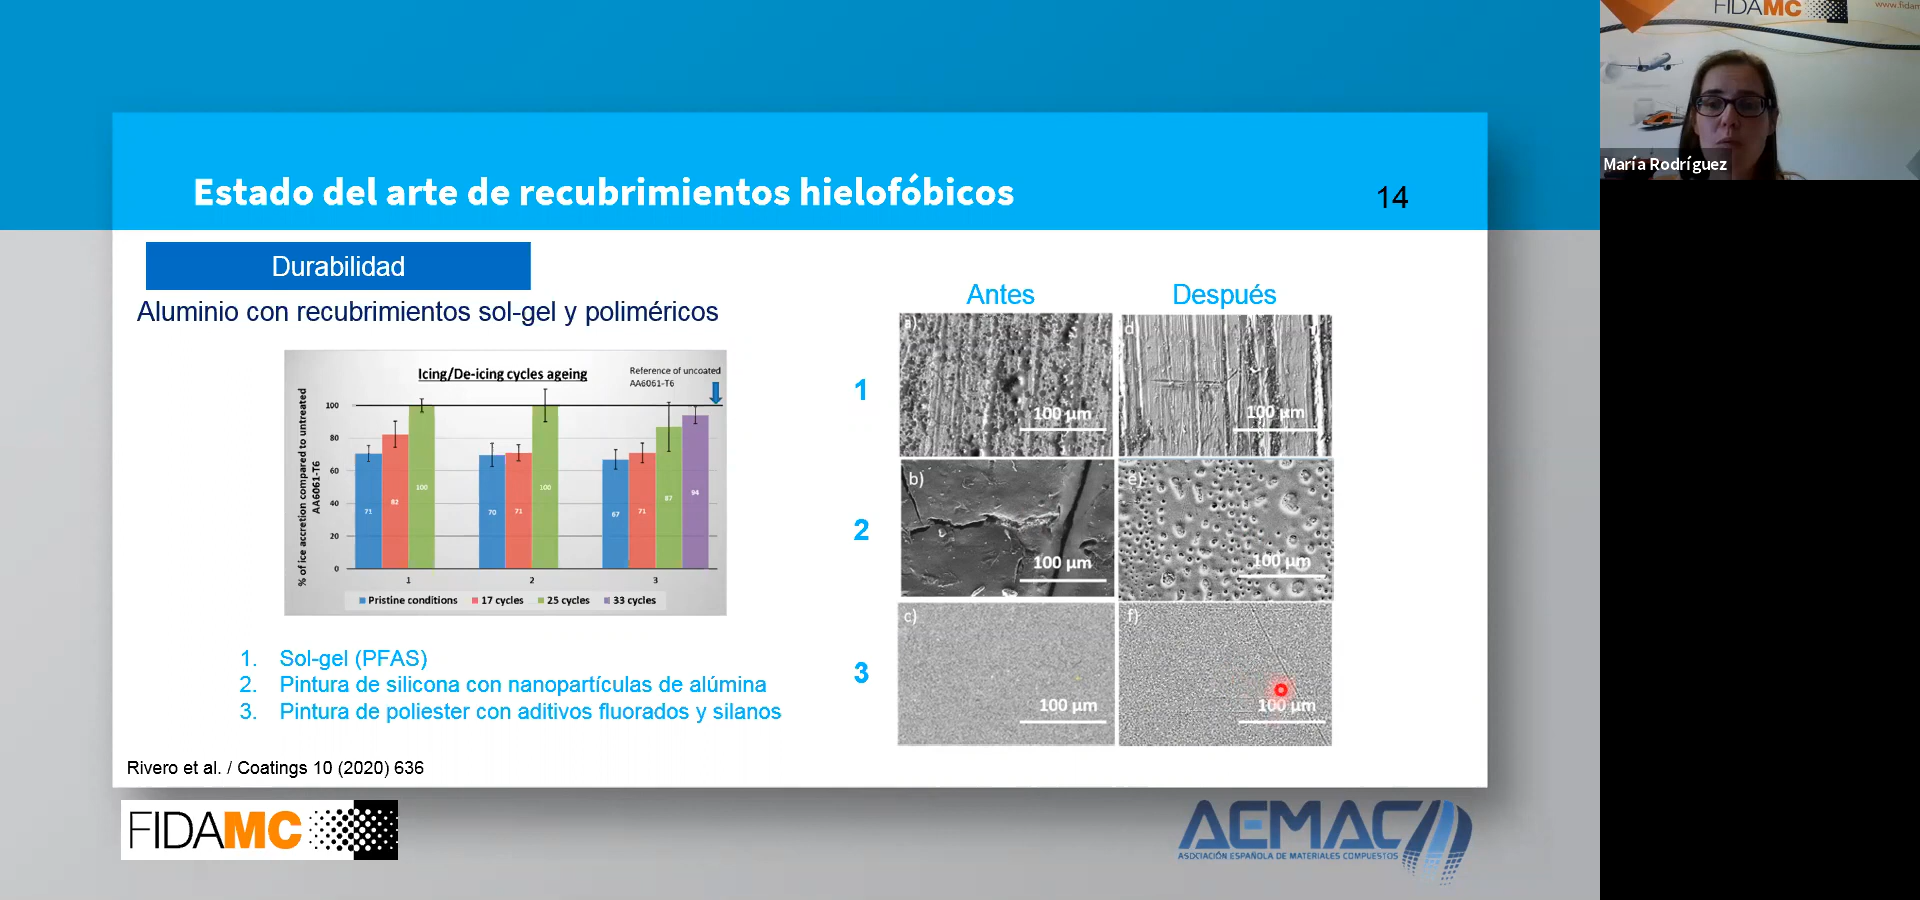 Estado del arte de recubrimientos hielofóbicos
14
Durabilidad
Aluminio con recubrimientos sol-gel y poliméricos
Icing/De-icing cycles ageing
Reference of uncoated
AA6061-T6
% of ice accretion compared to untreated
AA6061-T6
100
80
60
40
20
0
71
82
100
70
71
100
67
71
87
94
1
2
3
Pristine conditions
17 cycles
25 cycles
33 cycles
1. Sol-gel (PFAS)
2. Pintura de silicona con nanopartículas de alúmina
3. Pintura de poliester con aditivos fluorados y silanos
Rivero et al. / Coatings 10 (2020) 636
Antes
Después
1
a)
100 µm
d)
100 µm
2
b)
100 µm
e)
100 µm
3
c)
100 µm
f)
100 µm
FIDAMC
AEMAC
ASOCIACIÓN ESPAÑOLA DE MATERIALES COMPUESTOS
FIDAMC
María Rodríguez